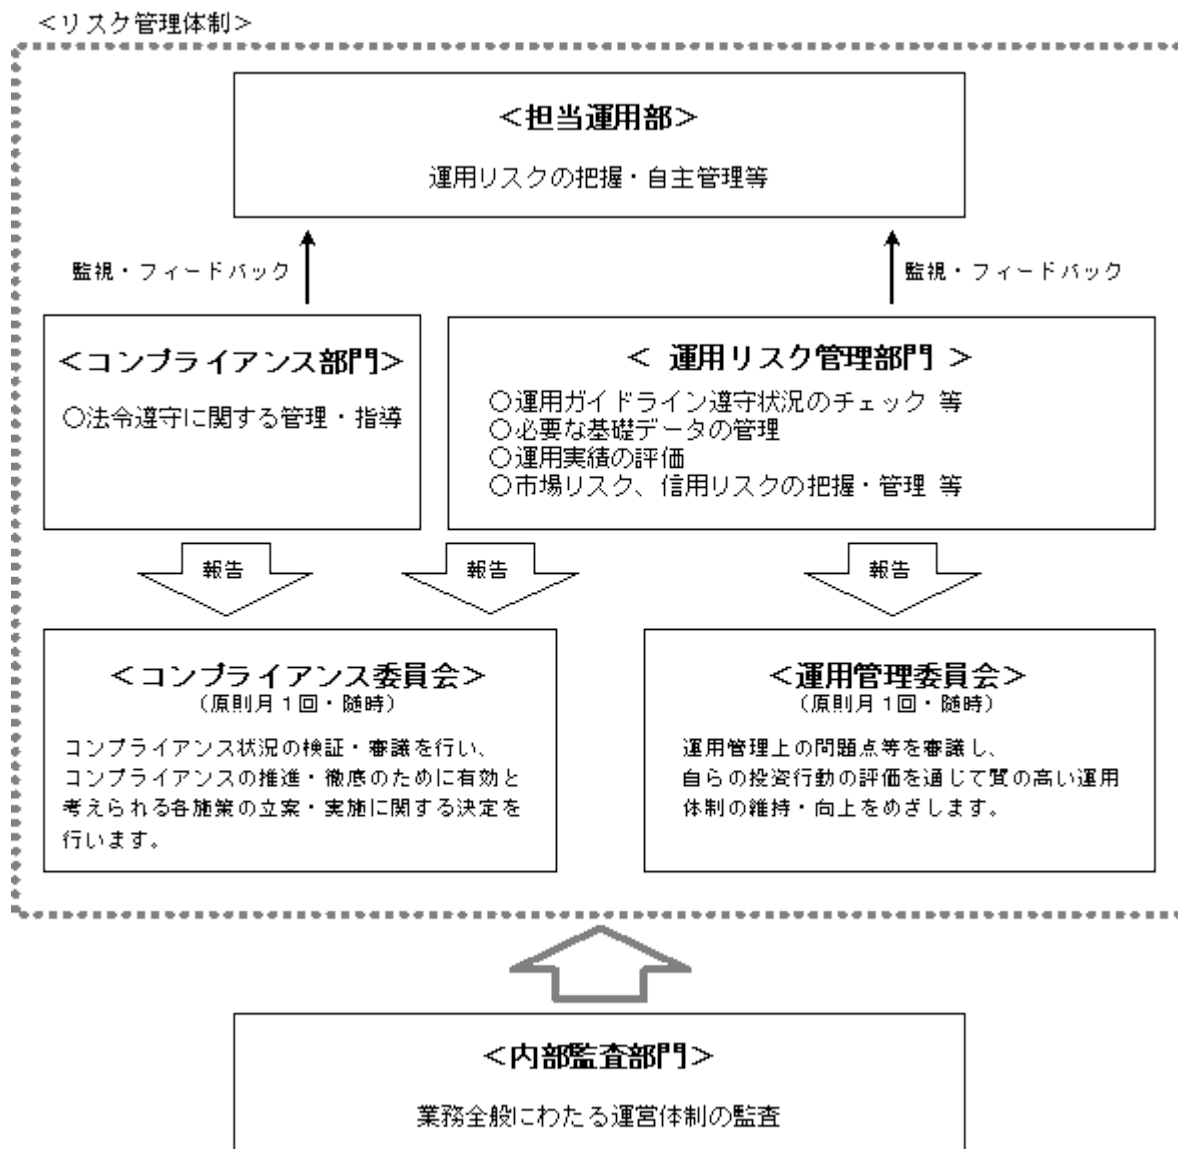 ＜リスク管理体制＞
＜担当運用部＞
運用リスクの把握・自主管理等
監視・フィードバック
監視・フィードバック
＜コンプライアンス部門＞
○法令遵守に関する管理・指導
＜ 運用リスク管理部門 ＞
○運用ガイドライン遵守状況のチェック 等
○必要な基礎データの管理
○運用実績の評価
○市場リスク、信用リスクの把握・管理 等
報告
報告
報告
＜コンプライアンス委員会＞
（原則月１回・随時）
コンプライアンス状況の検証・審議を行い、
コンプライアンスの推進・徹底のために有効と
考えられる各施策の立案・実施に関する決定を
行います。
＜運用管理委員会＞
（原則月１回・随時）
運用管理上の問題点等を審議し、
自らの投資行動の評価を通じて質の高い運用
体制の維持・向上をめざします。
＜内部監査部門＞
業務全般にわたる運営体制の監査